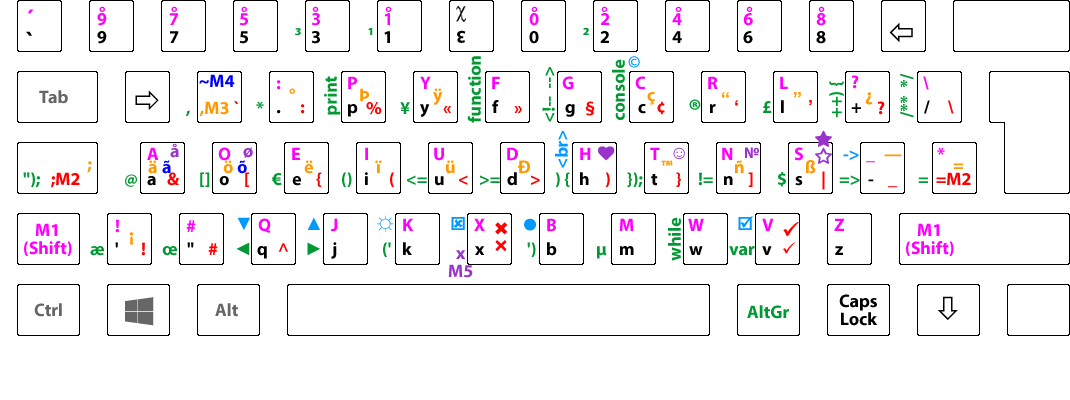 ´ 9° 7° 5° 3° 1° χ 0° 2° 4° 6° 8°
` 9 7 5 ³ 3 ¹ 1 ε 0 ² 2 4 6 8 ⇦
Tab ⇨ ~M4 : P Y F G C © R L ? \
, ,M3 ` * . ° : print p Þ % ¥ y ÿ « function f » <!-- --> g § console c ç ¢ ® r “ ‘ £ l ” ’ ++){ + ¿ ? /** */ / \
; A å O ø E I U D H ♥ T ☺ N № S ★ ☆ -> _ — *
"); ;M2 @ a ä ã & [] o ö õ [ € e ë { () i ï ( <= u ü < >= d Ð > <br> ){ h ) }); t ™ } != n ñ ] $ s ß | => - _ = = =M2
M1 ! # ▼ Q ▲ J ☼ K ☒ X ✖ ● B M W ☑ V ✓ Z M1
(Shift) æ ' ¡ ! œ " # ◀ q ^ ▶ j (' k x x ✖ ') b µ m while w var v ✓ z (Shift)
M5
Ctrl Alt AltGr Caps Lock ⇩